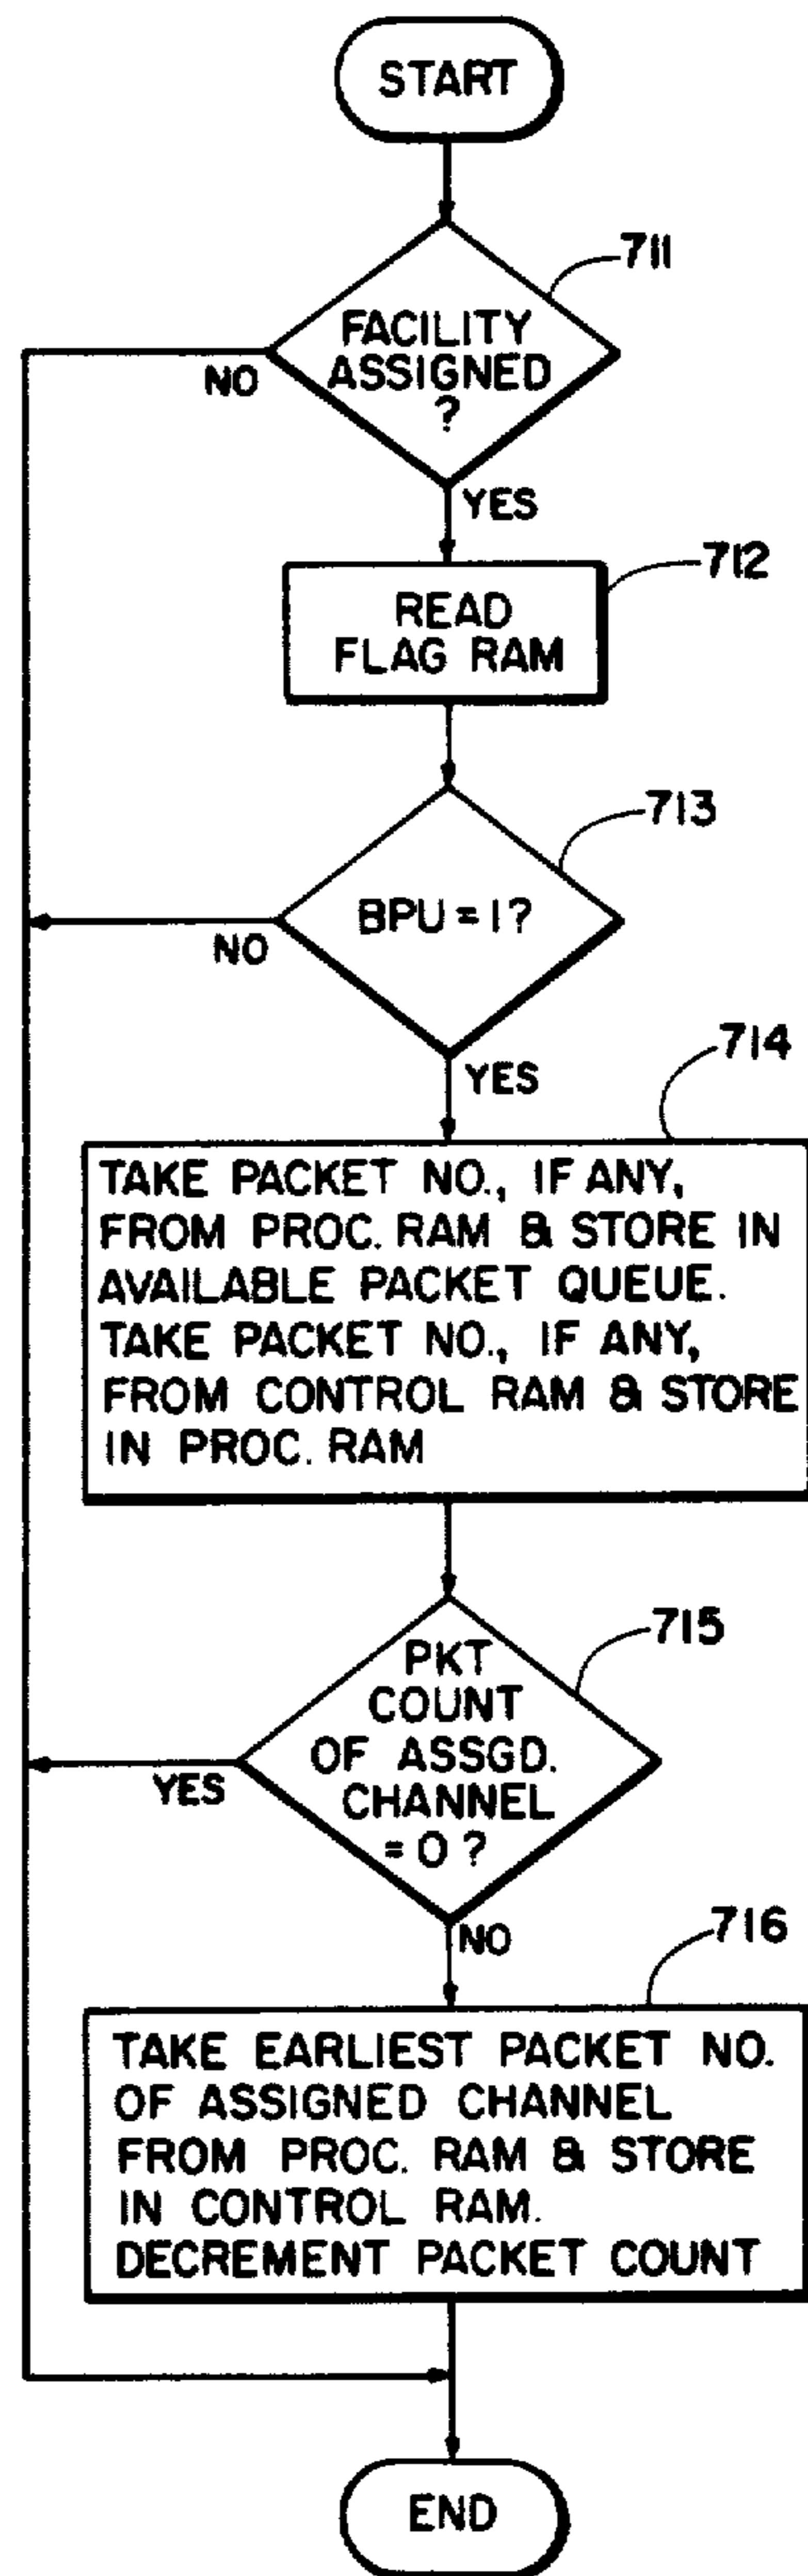 START
711
FACILITY
ASSIGNED
?
NO
YES
712
READ
FLAG RAM
713
BPU = 1?
NO
YES
714
TAKE PACKET NO., IF ANY,
FROM PROC. RAM & STORE IN
AVAILABLE PACKET QUEUE.
TAKE PACKET NO., IF ANY,
FROM CONTROL RAM & STORE
IN PROC. RAM
715
PKT
COUNT
OF ASSGD.
CHANNEL
= 0 ?
YES
NO
716
TAKE EARLIEST PACKET NO.
OF ASSIGNED CHANNEL
FROM PROC. RAM & STORE
IN CONTROL RAM.
DECREMENT PACKET COUNT
END